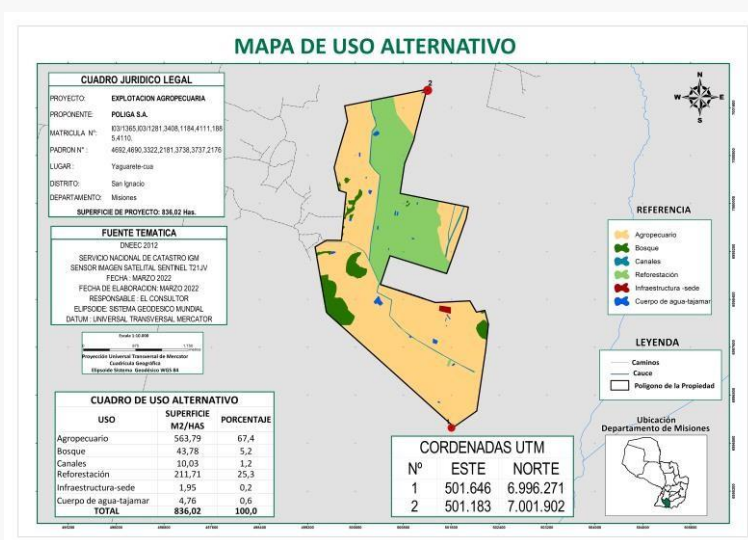 MAPA DE USO ALTERNATIVO
CUADRO JURIDICO LEGAL
PROYECTO: EXPLOTACION AGROPECUARIA
PROPONENTE: POLIGA S.A.
MATRICULA N°: I03/1365,I03/1281,3408,1184,4111,188
5,4110,
PADRON N°: 4692,4690,3322,2181,3738,3737,2176
LUGAR: Yaguarete-cua
DISTRITO: San Ignacio
DEPARTAMENTO: Misiones
SUPERFICIE DE PROYECTO: 836,02 Has.
FUENTE TEMATICA
DNEEC 2012
SERVICIO NACIONAL DE CATASTRO IGM
SENSOR IMAGEN SATELITAL SENTINEL T21JV
FECHA: MARZO 2022
FECHA DE ELABORACION: MARZO 2022
RESPONSABLE: EL CONSULTOR
ELIPSOIDE: SISTEMA GEODESICO MUNDIAL
DATUM: UNIVERSAL TRANSVERSAL MERCATOR
Proyección Universal Transversal de Mercator
Cuadricula Geográfica
Elipsoide Sistema Geodésico WGS 84
CUADRO DE USO ALTERNATIVO
USO SUPERFICIE M2/HAS PORCENTAJE
Agropecuario 563,79 67,4
Bosque 43,78 5,2
Canales 10,03 1,2
Reforestación 211,71 25,3
Infraestructura-sede 1,95 0,2
Cuerpo de agua-tajamar 4,76 0,6
TOTAL 836,02 100,0
2
1
CORDENADAS UTM
N° ESTE NORTE
1 501.646 6.996.271
2 501.183 7.001.902
N
W E
S
REFERENCIA
Agropecuario
Bosque
Canales
Reforestación
Infraestructura -sede
Cuerpo de agua-tajamar
LEYENDA
Caminos
Cauce
Poligono de la Propiedad
Ubicación
Departamento de Misiones